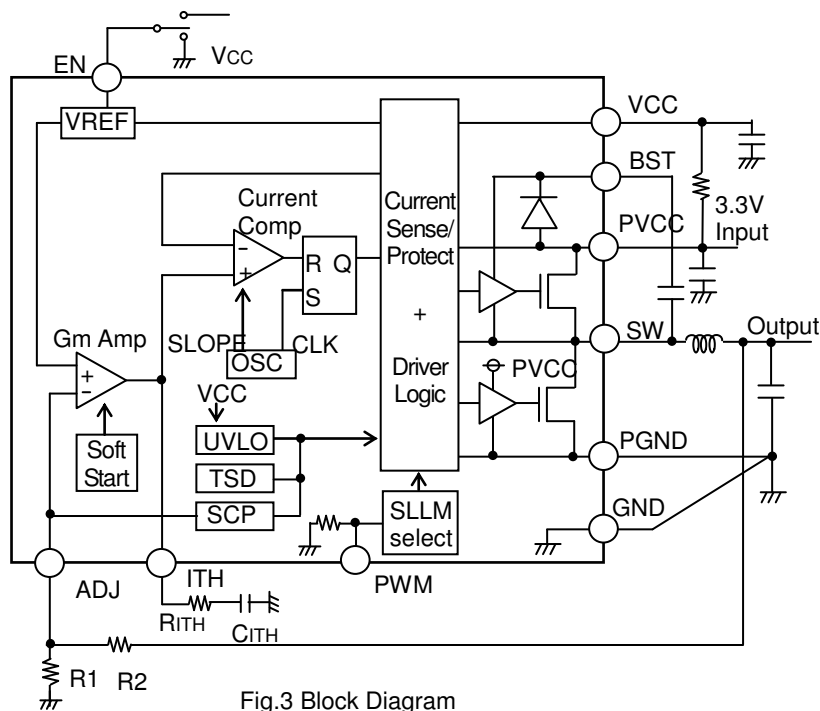 VCC
EN
VCC
VREF
BST
Current
Comp
Current
Sense/
Protect
+
Driver
Logic
3.3V
Input
PVCC
-
+
R Q
S
Gm Amp
SLOPE
OSC
CLK
SW
Output
+
-
VCC
PVCC
Soft
Start
UVLO
TSD
SCP
PGND
SLLM
select
GND
ADJ
ITH
PWM
RITH
CITH
R1
R2
Fig.3 Block Diagram